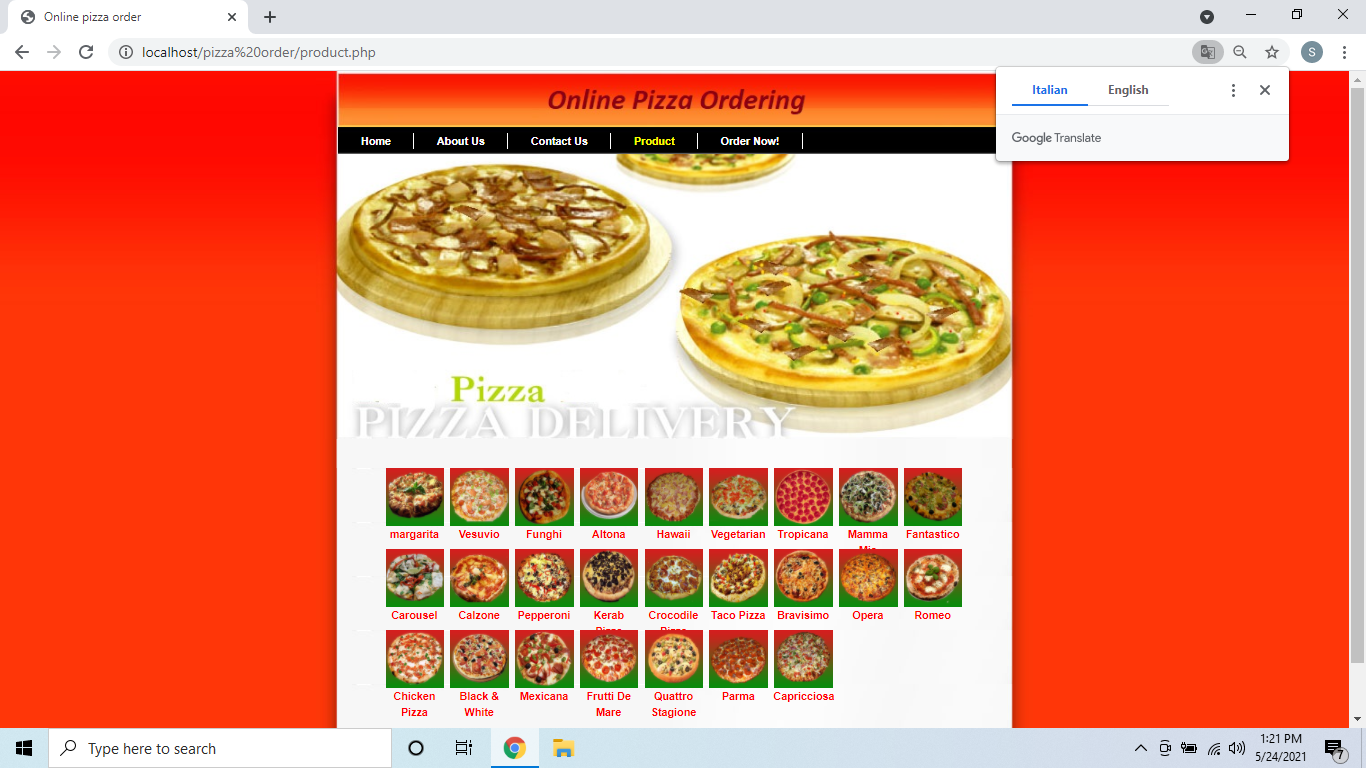 Online pizza order
localhost/pizza%20order/product.php
S
Italian English
Google Translate
Online Pizza Ordering
Home About Us Contact Us Product Order Now!
Pizza
PIZZA DELIVERY
margarita Vesuvio Funghi Altona Hawaii Vegetarian Tropicana Mamma Mia Fantastico
Carousel Calzone Pepperoni Kerab Pizza Crocodile Pizza Taco Pizza Bravisimo Opera Romeo
Chicken Pizza Black & White Mexicana Frutti De Mare Quattro Stagione Parma Capricciosa
Type here to search
1:21 PM
5/24/2021
7